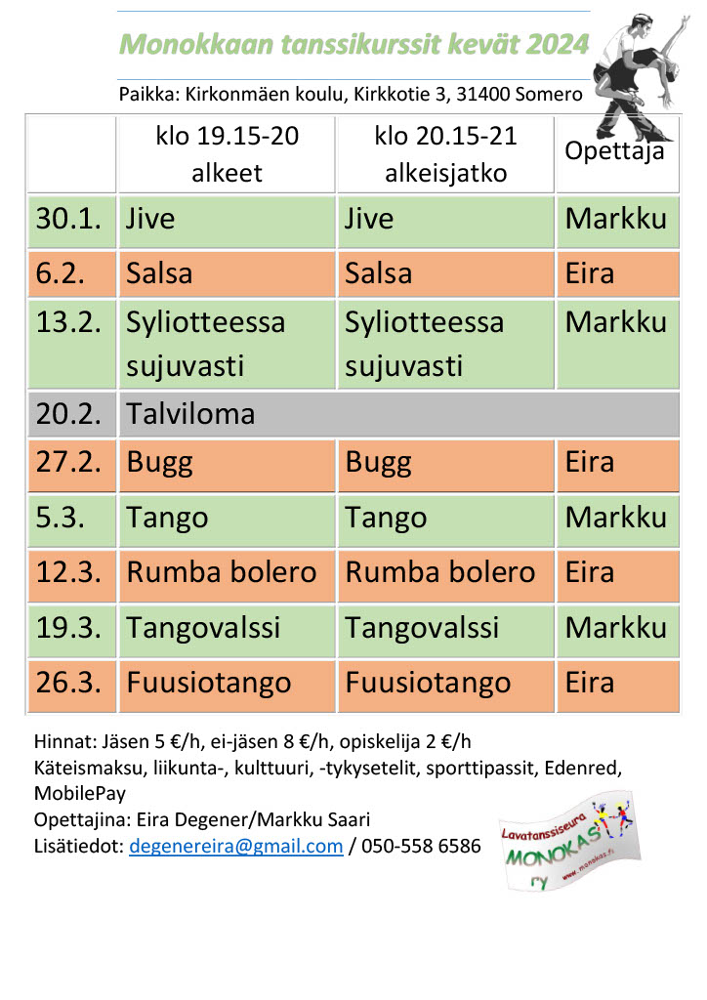 Monokkaan tanssikurssit kevät 2024
Paikka: Kirkonmäen koulu, Kirkkotie 3, 31400 Somero
klo 19.15-20 alkeet klo 20.15-21 alkeisjatko Opettaja
30.1. Jive Jive Markku
6.2. Salsa Salsa Eira
13.2. Syliotteessa sujuvasti Syliotteessa sujuvasti Markku
20.2. Talviloma
27.2. Bugg Bugg Eira
5.3. Tango Tango Markku
12.3. Rumba bolero Rumba bolero Eira
19.3. Tangovalssi Tangovalssi Markku
26.3. Fuusiotango Fuusiotango Eira
Hinnat: Jäsen 5 €/h, ei-jäsen 8 €/h, opiskelija 2 €/h
Käteismaksu, liikunta-, kulttuuri, -tykysetelit, sporttipassit, Edenred,
MobilePay
Opettajina: Eira Degener/Markku Saari
Lisätiedot: degenereira@gmail.com / 050-558 6586
Lavatanssiseura
MONOKAS
ry www.monokas.fi